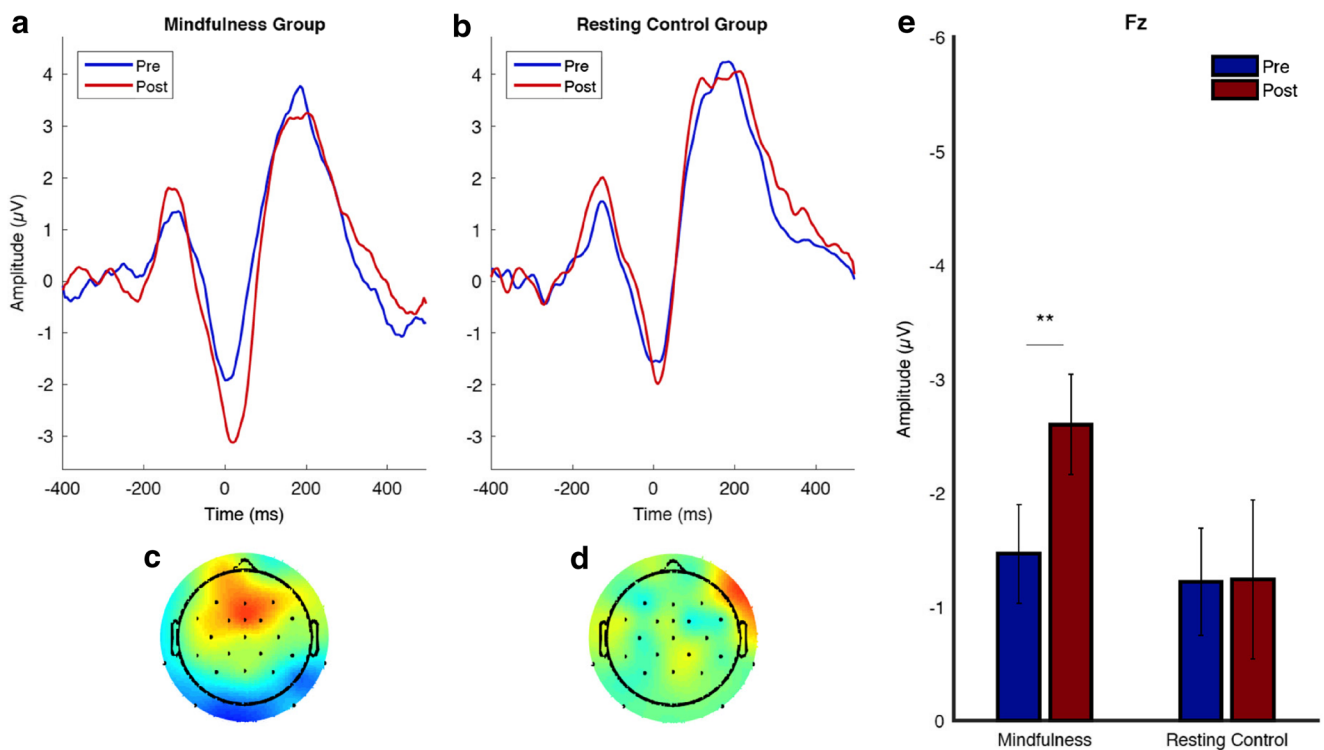 a
Mindfulness Group
Pre
Post
4
3
2
1
0
-1
-2
-3
Amplitude (µV)
-400
-200
0
200
400
Time (ms)
b
Resting Control Group
Pre
Post
4
3
2
1
0
-1
-2
-3
-400
-200
0
200
400
Time (ms)
c
d
e
Fz
Pre
Post
-6
-5
-4
-3
-2
-1
0
Amplitude (µV)
**
Mindfulness
Resting Control